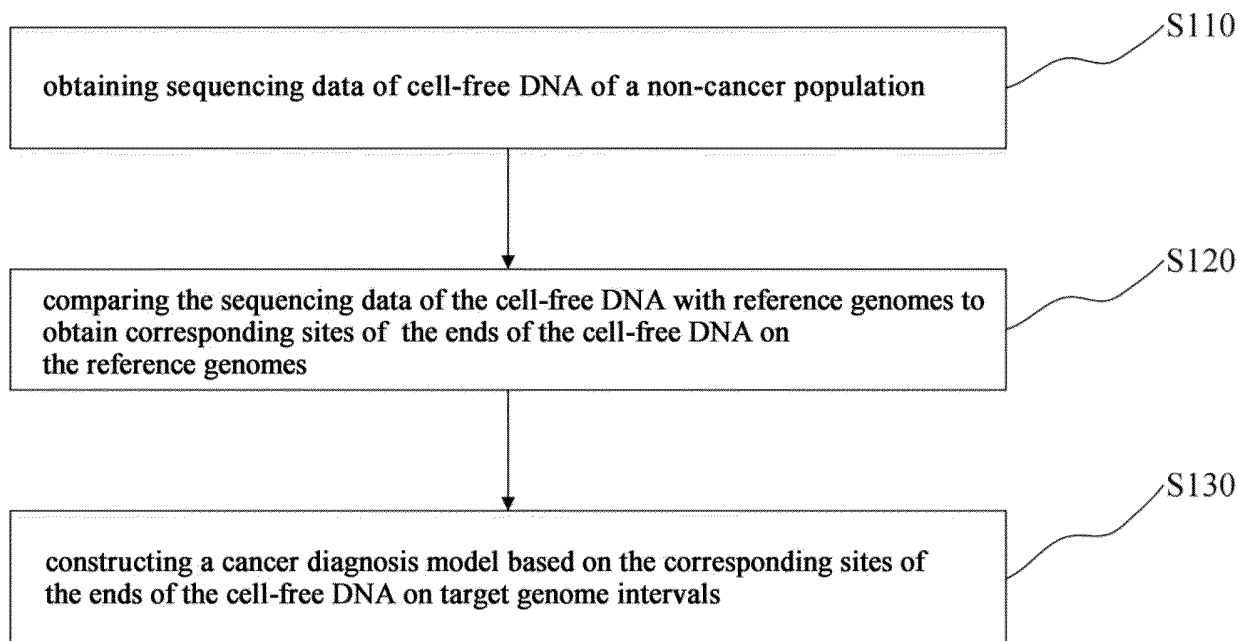 S110
obtaining sequencing data of cell-free DNA of a non-cancer population
S120
comparing the sequencing data of the cell-free DNA with reference genomes to
obtain corresponding sites of the ends of the cell-free DNA on
the reference genomes
S130
constructing a cancer diagnosis model based on the corresponding sites of
the ends of the cell-free DNA on target genome intervals